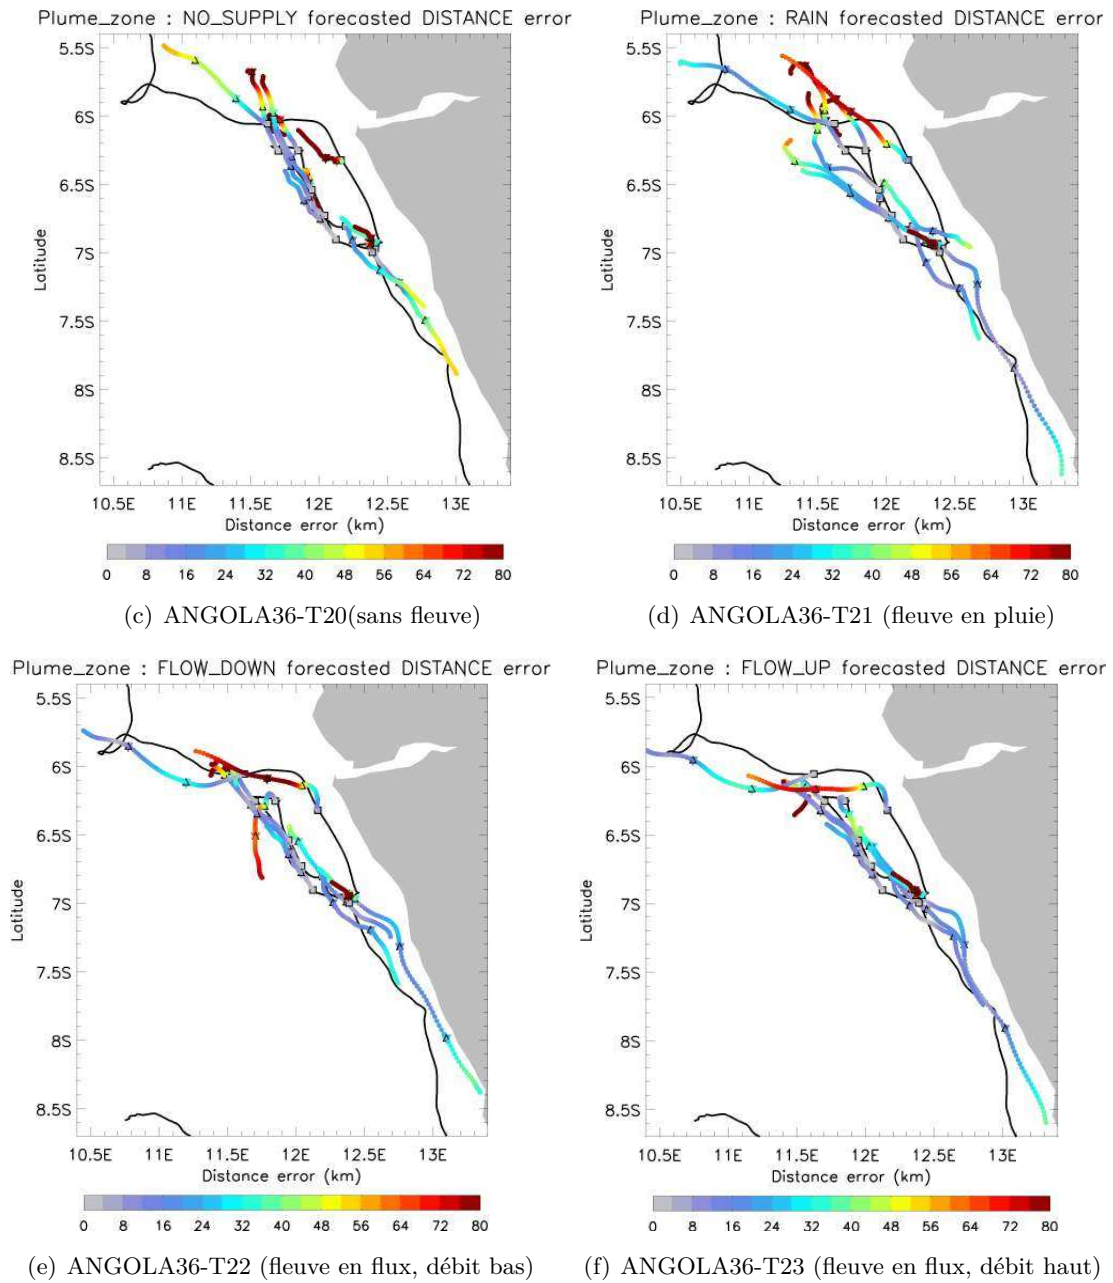 Plume_zone : NO_SUPPLY forecasted DISTANCE error
5.5S
6S
6.5S
7S
7.5S
8S
8.5S
Latitude
10.5E 11E 11.5E 12E 12.5E 13E
Distance error (km)
0 8 16 24 32 40 48 56 64 72 80
(c) ANGOLA36-T20(sans fleuve)
Plume_zone : RAIN forecasted DISTANCE error
5.5S
6S
6.5S
7S
7.5S
8S
8.5S
Latitude
10.5E 11E 11.5E 12E 12.5E 13E
Distance error (km)
0 8 16 24 32 40 48 56 64 72 80
(d) ANGOLA36-T21 (fleuve en pluie)
Plume_zone : FLOW_DOWN forecasted DISTANCE error
5.5S
6S
6.5S
7S
7.5S
8S
8.5S
Latitude
10.5E 11E 11.5E 12E 12.5E 13E
Distance error (km)
0 8 16 24 32 40 48 56 64 72 80
(e) ANGOLA36-T22 (fleuve en flux, débit bas)
Plume_zone : FLOW_UP forecasted DISTANCE error
5.5S
6S
6.5S
7S
7.5S
8S
8.5S
Latitude
10.5E 11E 11.5E 12E 12.5E 13E
Distance error (km)
0 8 16 24 32 40 48 56 64 72 80
(f) ANGOLA36-T23 (fleuve en flux, débit haut)